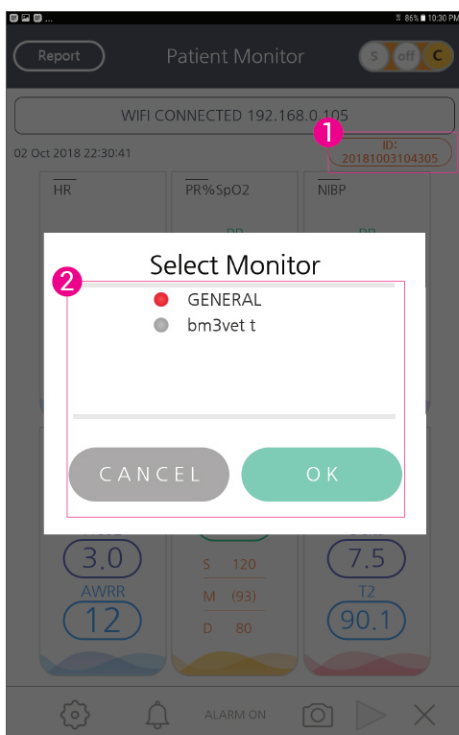 ... 86% 10:30 PM
Report Patient Monitor S off C
WIFI CONNECTED 192.168.0.105
1
02 Oct 2018 22:30:41
ID:
20181003104305
HR PR%SpO2 NIBP
Select Monitor
2
GENERAL
bm3vet t
CANCEL OK
3.0 S 120 7.5
AWRR M (93) T2
12 D 80 90.1
ALARM ON